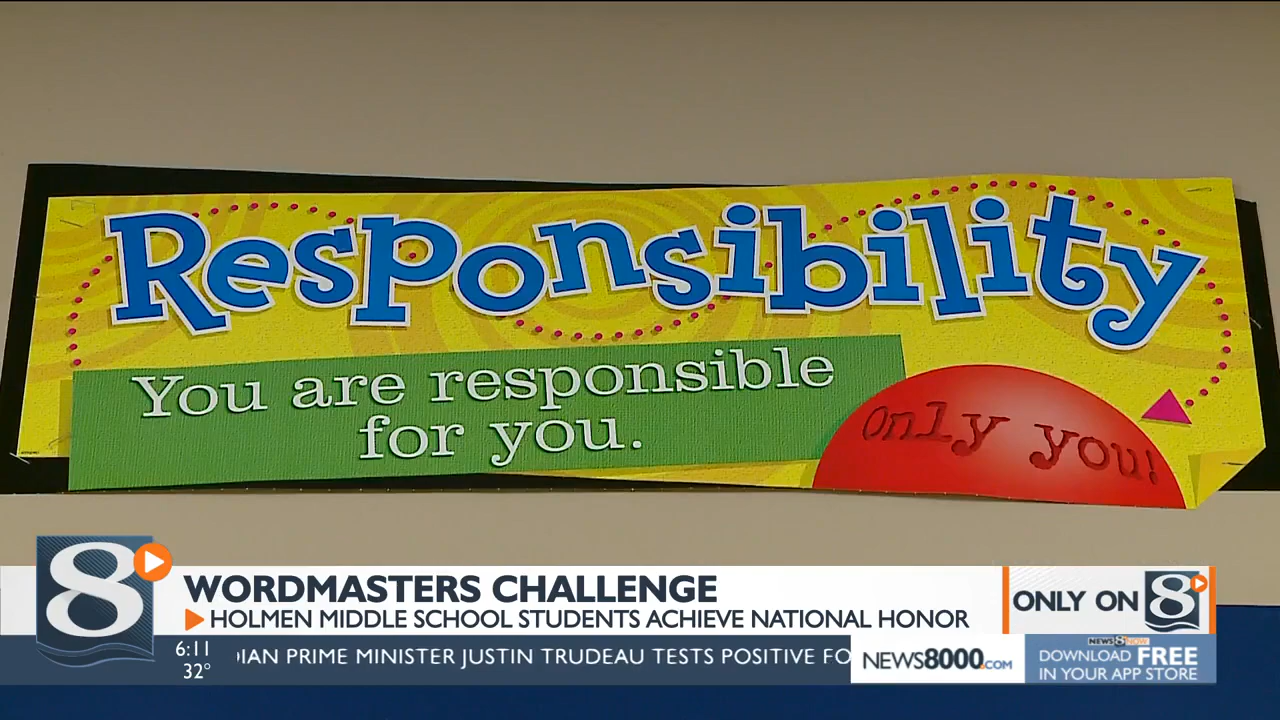 Responsibility
You are responsible
for you.
Only you!
8
WORDMASTERS CHALLENGE
HOLMEN MIDDLE SCHOOL STUDENTS ACHIEVE NATIONAL HONOR
ONLY ON 8
6:11
32°
IAN PRIME MINISTER JUSTIN TRUDEAU TESTS POSITIVE FO
NEWS8000.COM
NEWS 8 NOW
DOWNLOAD FREE
IN YOUR APP STORE